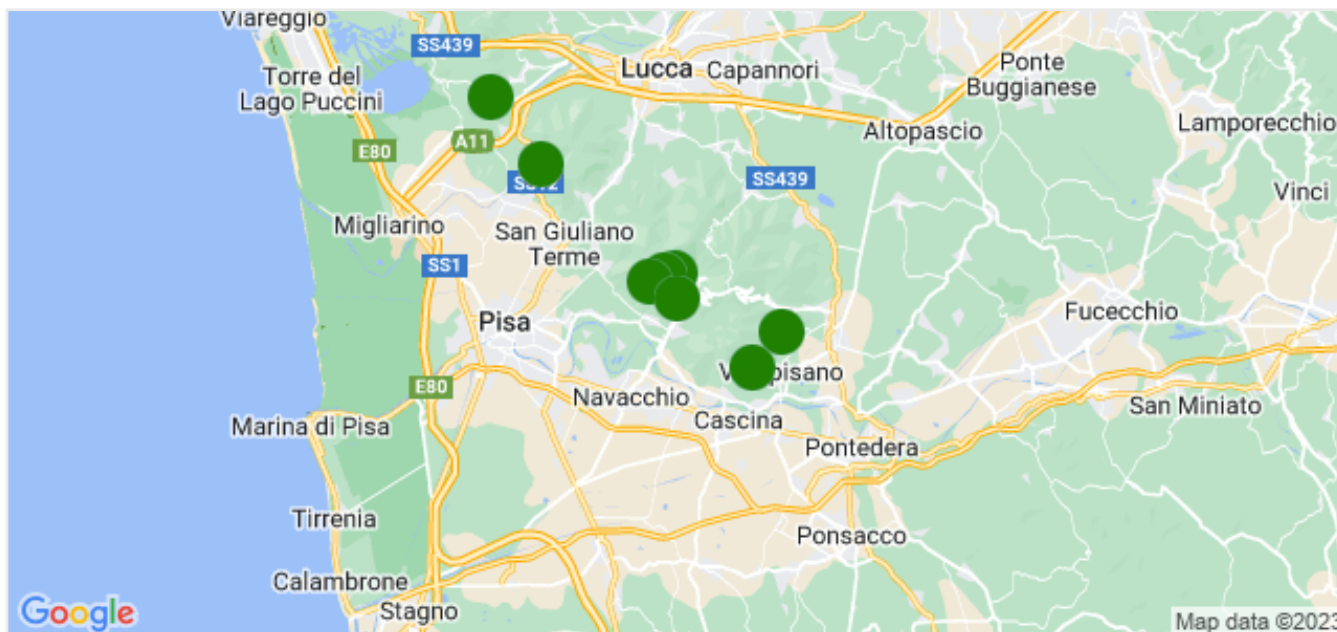 Viareggio
SS439
Lucca
Capannori
Ponte
Buggianese
Torre del
Lago Puccini
Altopascio
Lamporecchio
A11
E80
SS439
Vinci
Migliarino
San Giuliano
Terme
SS1
Pisa
Fucecchio
E80
Navacchio
Cascina
San Miniato
Marina di Pisa
Pontedera
Tirrenia
Ponsacco
Calambrone
Stagno
Google
Map data ©2023